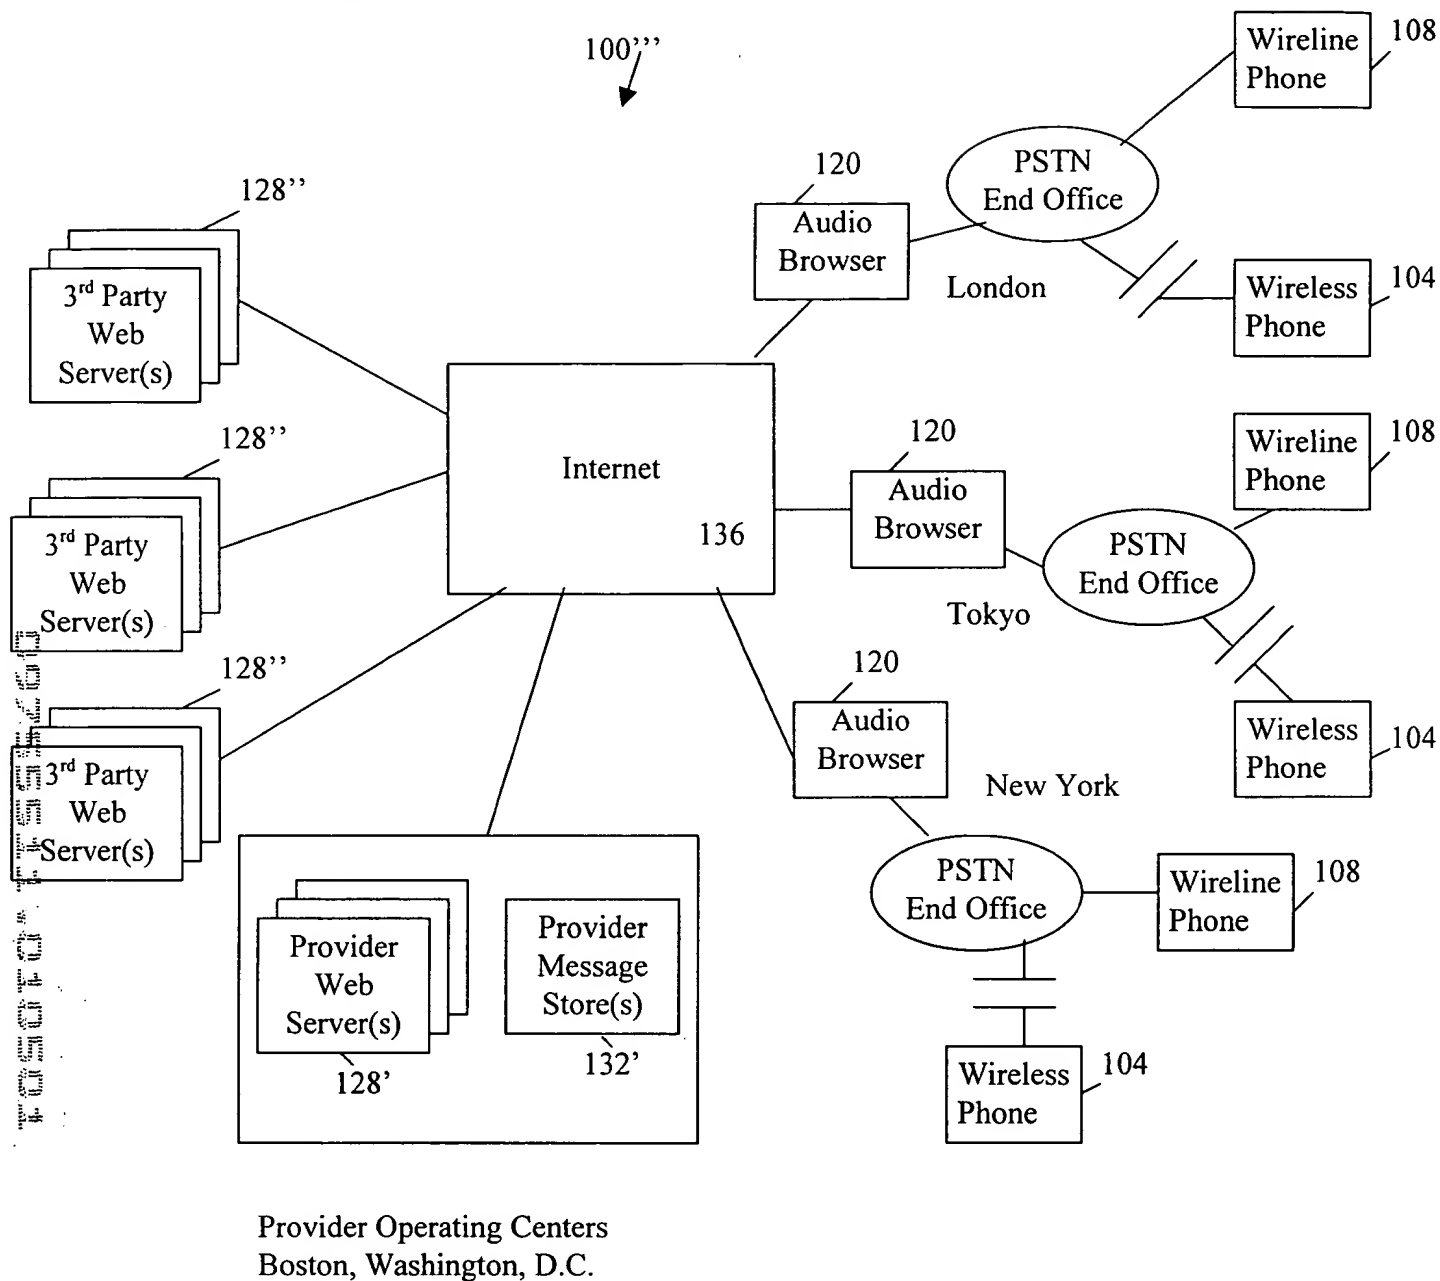 100’’’
Wireline
Phone
108
PSTN
End Office
120
Audio
Browser
London
Wireless
Phone
104
128’’
3rd Party
Web
Server(s)
128’’
3rd Party
Web
Server(s)
128’’
3rd Party
Web
Server(s)
Internet
136
120
Audio
Browser
Tokyo
PSTN
End Office
Wireline
Phone
108
Wireless
Phone
104
120
Audio
Browser
New York
PSTN
End Office
Wireline
Phone
108
Wireless
Phone
104
Provider
Web
Server(s)
128’
Provider
Message
Store(s)
132’
Provider Operating Centers
Boston, Washington, D.C.